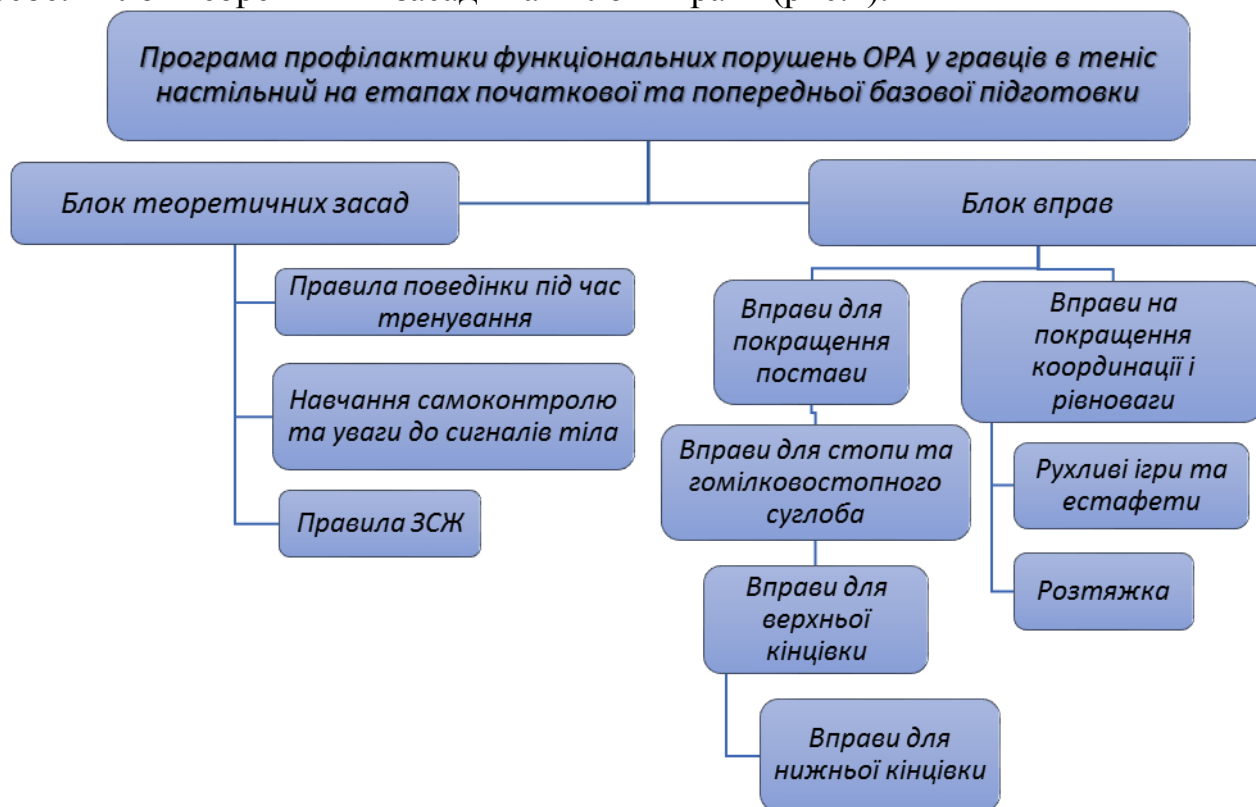 Програма профілактики функціональних порушень ОРА у гравців в теніс
настільний на етапах початкової та попередньої базової підготовки
Блок теоретичних засад
Блок вправ
Правила поведінки під час
тренування
Навчання самоконтролю
та уваги до сигналів тіла
Правила ЗСЖ
Вправи для
покращення
постави
Вправи для стопи та
гомілковостопного
суглоба
Вправи для
верхньої
кінцівки
Вправи для
нижньої кінцівки
Вправи на
покращення
координації і
рівноваги
Рухливі ігри та
естафети
Розтяжка